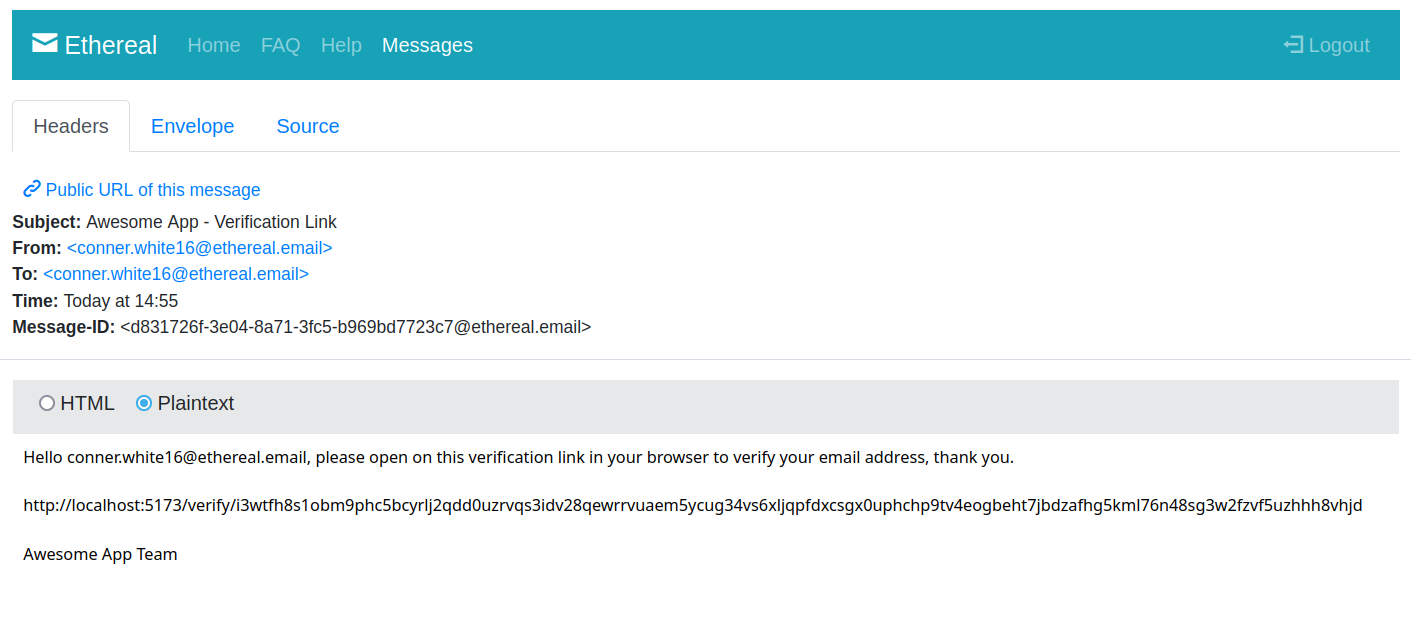 Ethereal Home FAQ Help Messages Logout
Headers Envelope Source
Public URL of this message
Subject: Awesome App - Verification Link
From: <conner.white16@ethereal.email>
To: <conner.white16@ethereal.email>
Time: Today at 14:55
Message-ID: <d831726f-3e04-8a71-3fc5-b969bd7723c7@ethereal.email>
HTML Plaintext
Hello conner.white16@ethereal.email, please open on this verification link in your browser to verify your email address, thank you.
http://localhost:5173/verify/i3wtfh8s1obm9phc5bcyrlj2qdd0uzrvqs3idv28qewrrvuaem5ycug34vs6xljqpfdxcsgx0uphchp9tv4eogbeht7jbdzafhg5kml76n48sg3w2fzvf5uzhhh8vhjd
Awesome App Team